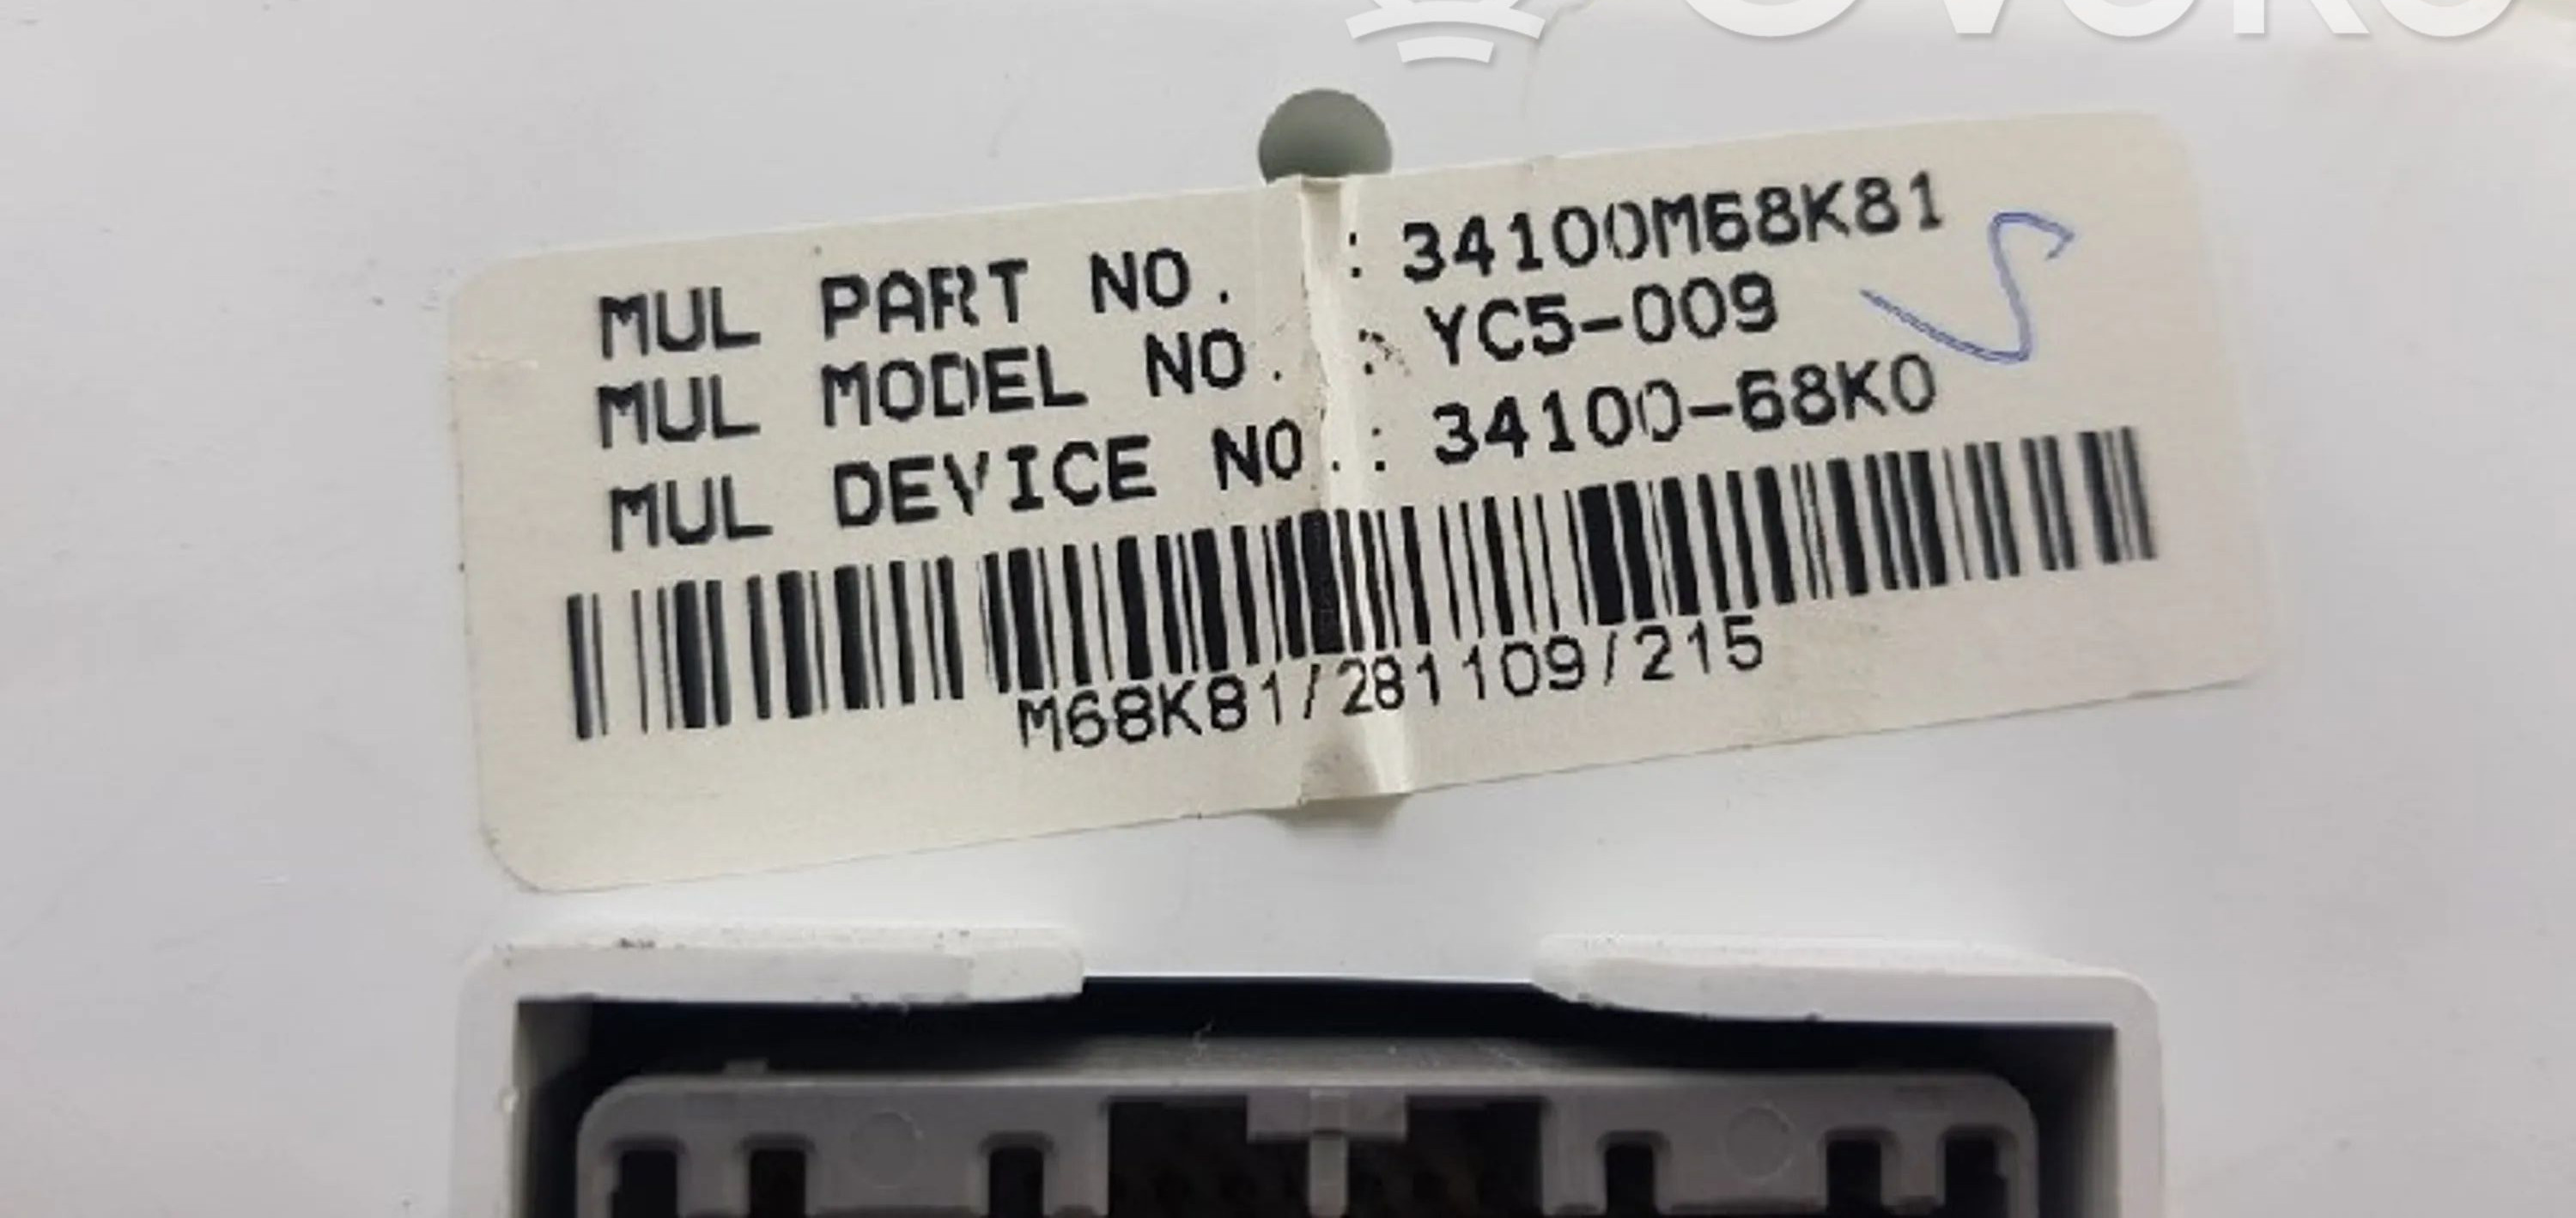 MUL PART NO. : 34100M68K81
MUL MODEL NO. : YC5-009
MUL DEVICE NO.: 34100-68K0
M68K81/281109/215